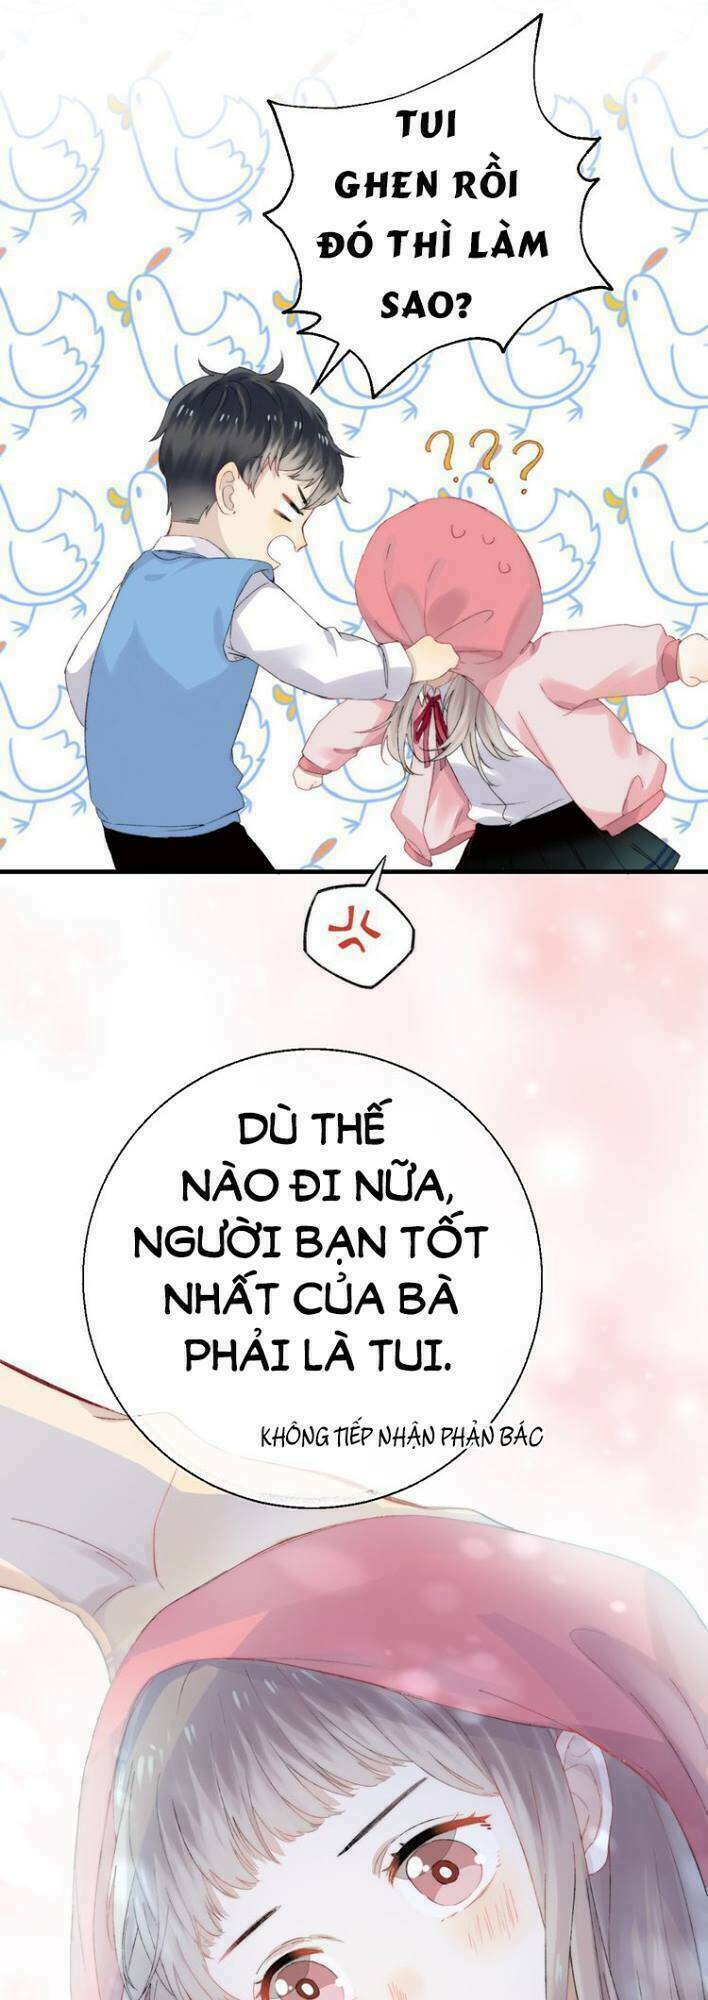 TUI
GHEN RỒI
ĐÓ THÌ LÀM
SAO?
???
DÙ THẾ
NÀO ĐI NỮA,
NGƯỜI BẠN TỐT
NHẤT CỦA BÀ
PHẢI LÀ TUI.
KHÔNG TIẾP NHẬN PHẢN BÁC